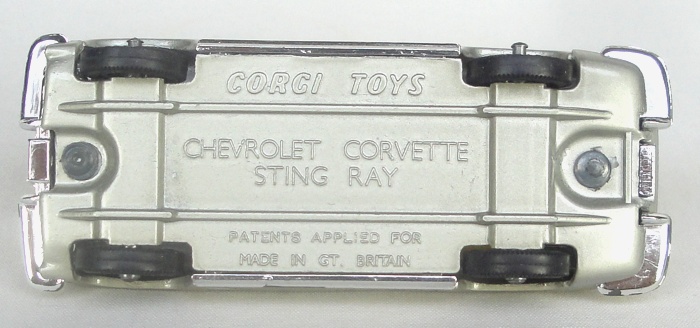 CORGI TOYS
CHEVROLET CORVETTE
STING RAY
PATENTS APPLIED FOR
MADE IN GT. BRITAIN